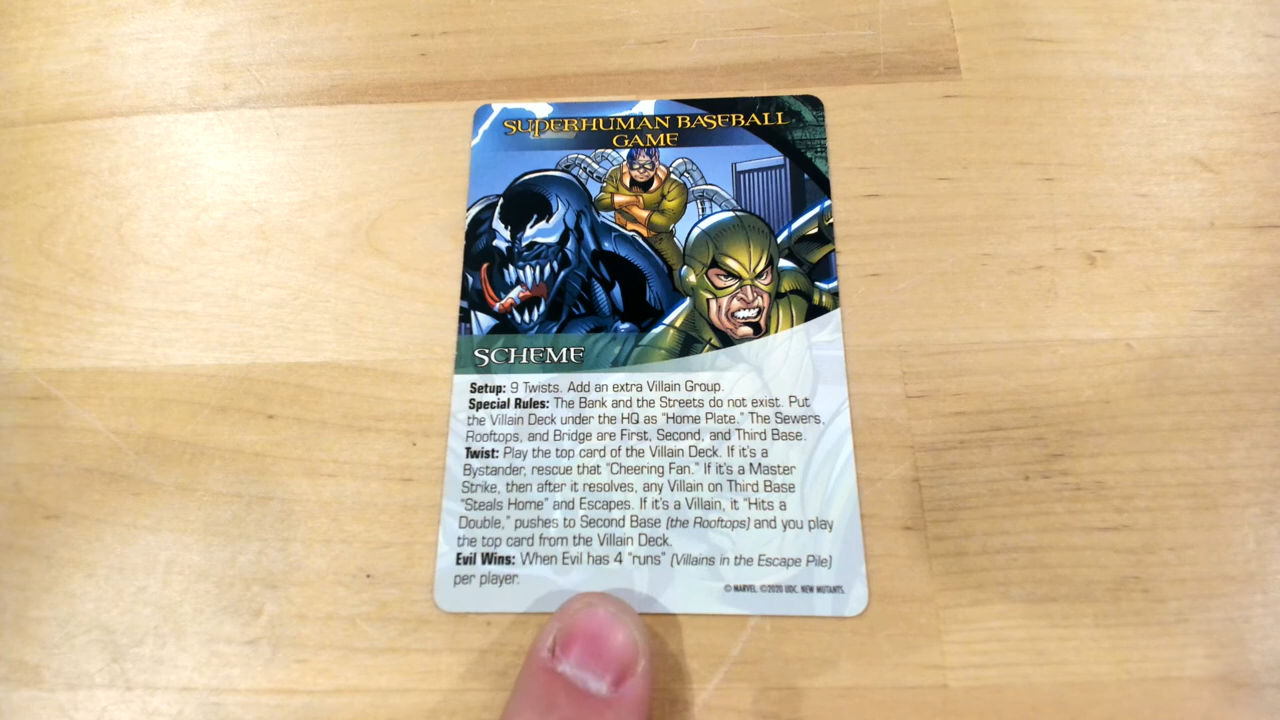 SUPERHUMAN BASEBALL
GAME
SCHEME
Setup: 9 Twists. Add an extra Villain Group.
Special Rules: The Bank and the Streets do not exist. Put
the Villain Deck under the HQ as "Home Plate." The Sewers,
Rooftops, and Bridge are First, Second, and Third Base.
Twist: Play the top card of the Villain Deck. If it's a
Bystander, rescue that "Cheering Fan." If it's a Master
Strike, then after it resolves, any Villain on Third Base
"Steals Home" and Escapes. If it's a Villain, it "Hits a
Double," pushes to Second Base (the Rooftops) and you play
the top card from the Villain Deck.
Evil Wins: When Evil has 4 "runs" (Villains in the Escape Pile)
per player.
© MARVEL. ©2020 UDC. NEW MUTANTS.